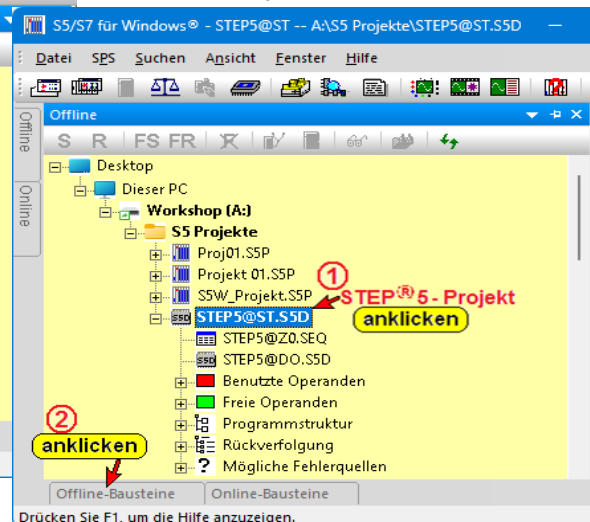 S5/S7 für Windows® - STEP5@ST -- A:\S5 Projekte\STEP5@ST.S5D
Datei SPS Suchen Ansicht Fenster Hilfe
Offline
Online
Offline
S R FS FR
Desktop
Dieser PC
Workshop (A:)
S5 Projekte
Proj01.S5P
Projekt 01.S5P
S5W_Projekt.S5P
1
STEP®5 - Projekt
anklicken
STEP5@ST.S5D
STEP5@Z0.SEQ
STEP5@DO.S5D
Benutzte Operanden
Freie Operanden
Programmstruktur
Rückverfolgung
Mögliche Fehlerquellen
2
anklicken
Offline-Bausteine Online-Bausteine
Drücken Sie F1, um die Hilfe anzuzeigen.